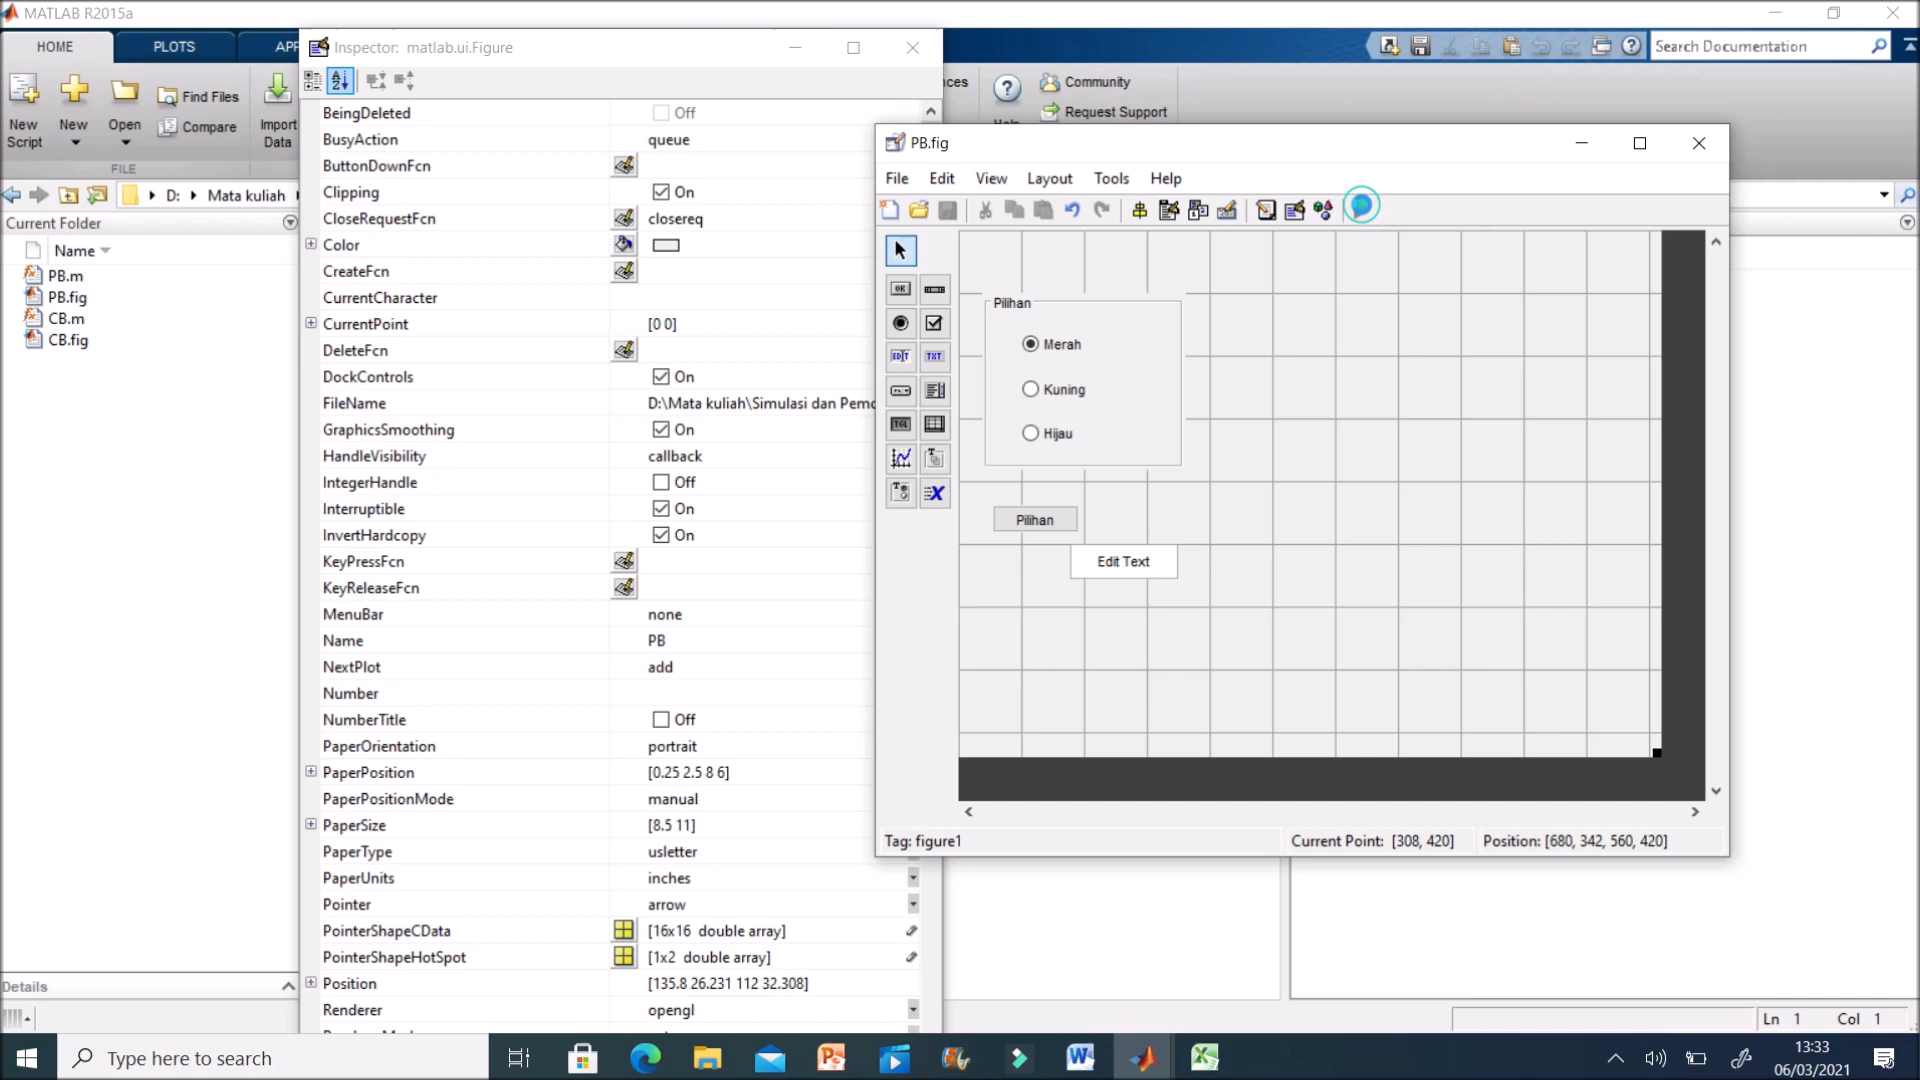 MATLAB R2015a
HOME
PLOTS
APP
Search Documentation
New Script
New
Open
Find Files
Compare
Import Data
FILE
Community
Request Support
D:
Mata kuliah
Current Folder
Name
PB.m
PB.fig
CB.m
CB.fig
Details
Inspector: matlab.ui.Figure
BeingDeleted Off
BusyAction queue
ButtonDownFcn
Clipping On
CloseRequestFcn closereq
Color
CreateFcn
CurrentCharacter
CurrentPoint [0 0]
DeleteFcn
DockControls On
FileName D:\Mata kuliah\Simulasi dan Pemo
GraphicsSmoothing On
HandleVisibility callback
IntegerHandle Off
Interruptible On
InvertHardcopy On
KeyPressFcn
KeyReleaseFcn
MenuBar none
Name PB
NextPlot add
Number
NumberTitle Off
PaperOrientation portrait
PaperPosition [0.25 2.5 8 6]
PaperPositionMode manual
PaperSize [8.5 11]
PaperType usletter
PaperUnits inches
Pointer arrow
PointerShapeCData [16x16 double array]
PointerShapeHotSpot [1x2 double array]
Position [135.8 26.231 112 32.308]
Renderer opengl
PB.fig
File Edit View Layout Tools Help
OK
EDIT
TXT
TGL
Pilihan
Merah
Kuning
Hijau
Pilihan
Edit Text
Tag: figure1
Current Point: [308, 420]
Position: [680, 342, 560, 420]
Ln 1 Col 1
Type here to search
13:33
06/03/2021